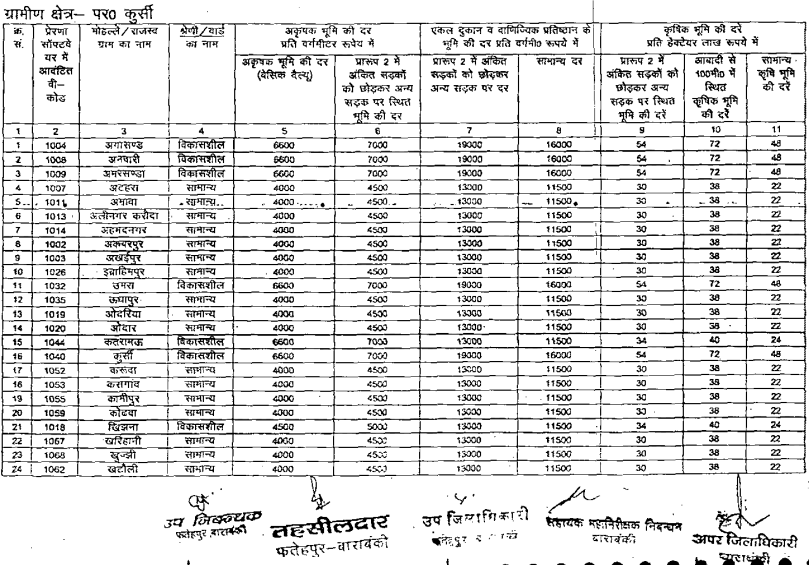 ग्रामीण क्षेत्र- पर0 कुर्सी
क्र. सं. | प्रेरणा सॉफ्टवेयर में आवंटित वी-कोड | मोहल्ले / राजस्व ग्राम का नाम | श्रेणी/वार्ड का नाम | अकृषक भूमि की दर प्रति वर्गमीटर रूपेय में | एकल दुकान व वाणिज्यिक प्रतिष्ठान के भूमि की दर प्रति वर्गमी0 रूपये में | कृषिक भूमि की दरें प्रति हेक्टेयर लाख रूपये में
अकृषक भूमि की दर (वेसिक वैल्यू) | प्रारूप 2 में अंकित सड़कों को छोड़कर अन्य सड़क पर स्थित भूमि की दर | प्रारूप 2 में अंकित सड़कों को छोड़कर अन्य सड़क पर दर | सामान्य दर | प्रारूप 2 में अंकित सड़कों को छोड़कर अन्य सड़क पर स्थित भूमि की दरें | आबादी से 100मी0 में स्थित कृषिक भूमि की दरें | सामान्य कृषि भूमि की दरें
1 2 3 4 5 6 7 8 9 10 11
1 1004 अगासण्ड विकासशील 6600 7000 19000 16000 54 72 48
2 1008 अनवारी विकासशील 6600 7000 19000 16000 54 72 48
3 1009 अमरसण्डा विकासशील 6600 7000 19000 16000 54 72 48
4 1007 अटहरा सामान्य 4000 4500 13000 11500 30 38 22
5 1011 अमावा सामान्य 4000 4500 13000 11500 30 38 22
6 1013 अलीनगर करौदा सामान्य 4000 4500 13000 11500 30 38 22
7 1014 अहमदनगर सामान्य 4000 4500 13000 11500 30 38 22
8 1002 अकबरपुर सामान्य 4000 4500 13000 11500 30 38 22
9 1003 अखईपुर सामान्य 4000 4500 13000 11500 30 38 22
10 1026 इब्राहिमपुर सामान्य 4000 4500 13000 11500 30 38 22
11 1032 उमरा विकासशील 6600 7000 19000 16000 54 72 48
12 1035 ऊधापुर सामान्य 4000 4500 13000 11500 30 38 22
13 1019 ओदरिया सामान्य 4000 4500 13000 11500 30 38 22
14 1020 ओदार सामान्य 4000 4500 13000 11500 30 38 22
15 1044 कतरामऊ विकासशील 6600 7000 13000 11500 34 40 24
16 1040 कुर्सी विकासशील 6600 7000 19000 16000 54 72 48
17 1052 करूवा सामान्य 4000 4500 13000 11500 30 38 22
18 1053 करागांव सामान्य 4000 4500 13000 11500 30 38 22
19 1055 कामीपुर सामान्य 4000 4500 13000 11500 30 38 22
20 1059 कोढवा सामान्य 4000 4500 13000 11500 30 38 22
21 1018 खिझना विकासशील 4500 5000 13000 11500 34 40 24
22 1067 खरिहानी सामान्य 4000 4500 13000 11500 30 38 22
23 1068 खुज्झी सामान्य 4000 4500 13000 11500 30 38 22
24 1062 खटौली सामान्य 4000 4500 13000 11500 30 38 22
उप निबन्धक तहसीलदार उप जिलाधिकारी सहायक महानिरीक्षक निबन्धन अपर जिलाधिकारी
फतेहपुर बाराबंकी फतेहपुर-बाराबंकी फतेहपुर बाराबंकी बाराबंकी